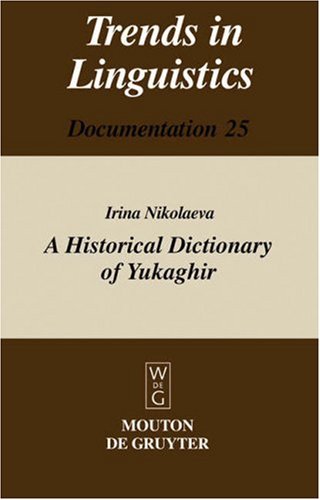 Trends in
Linguistics
Documentation 25
Irina Nikolaeva
A Historical Dictionary
of Yukaghir
W
DE
G
MOUTON
DE GRUYTER